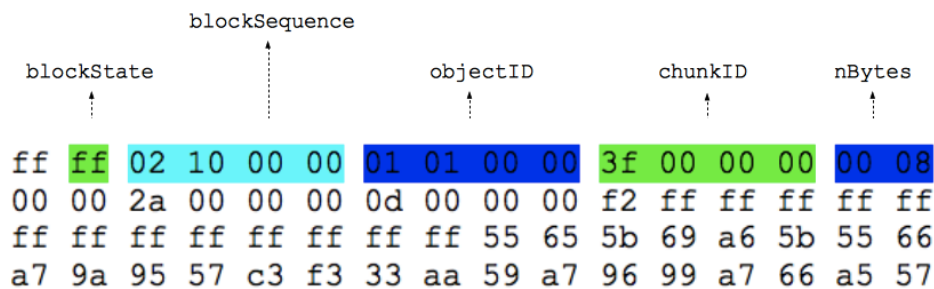 blockSequence
blockState objectID chunkID nBytes
ff ff 02 10 00 00 01 01 00 00 3f 00 00 00 00 08
00 00 2a 00 00 00 0d 00 00 00 f2 ff ff ff ff ff
ff ff ff ff ff ff ff ff 55 65 5b 69 a6 5b 55 66
a7 9a 95 57 c3 f3 33 aa 59 a7 96 99 a7 66 a5 57